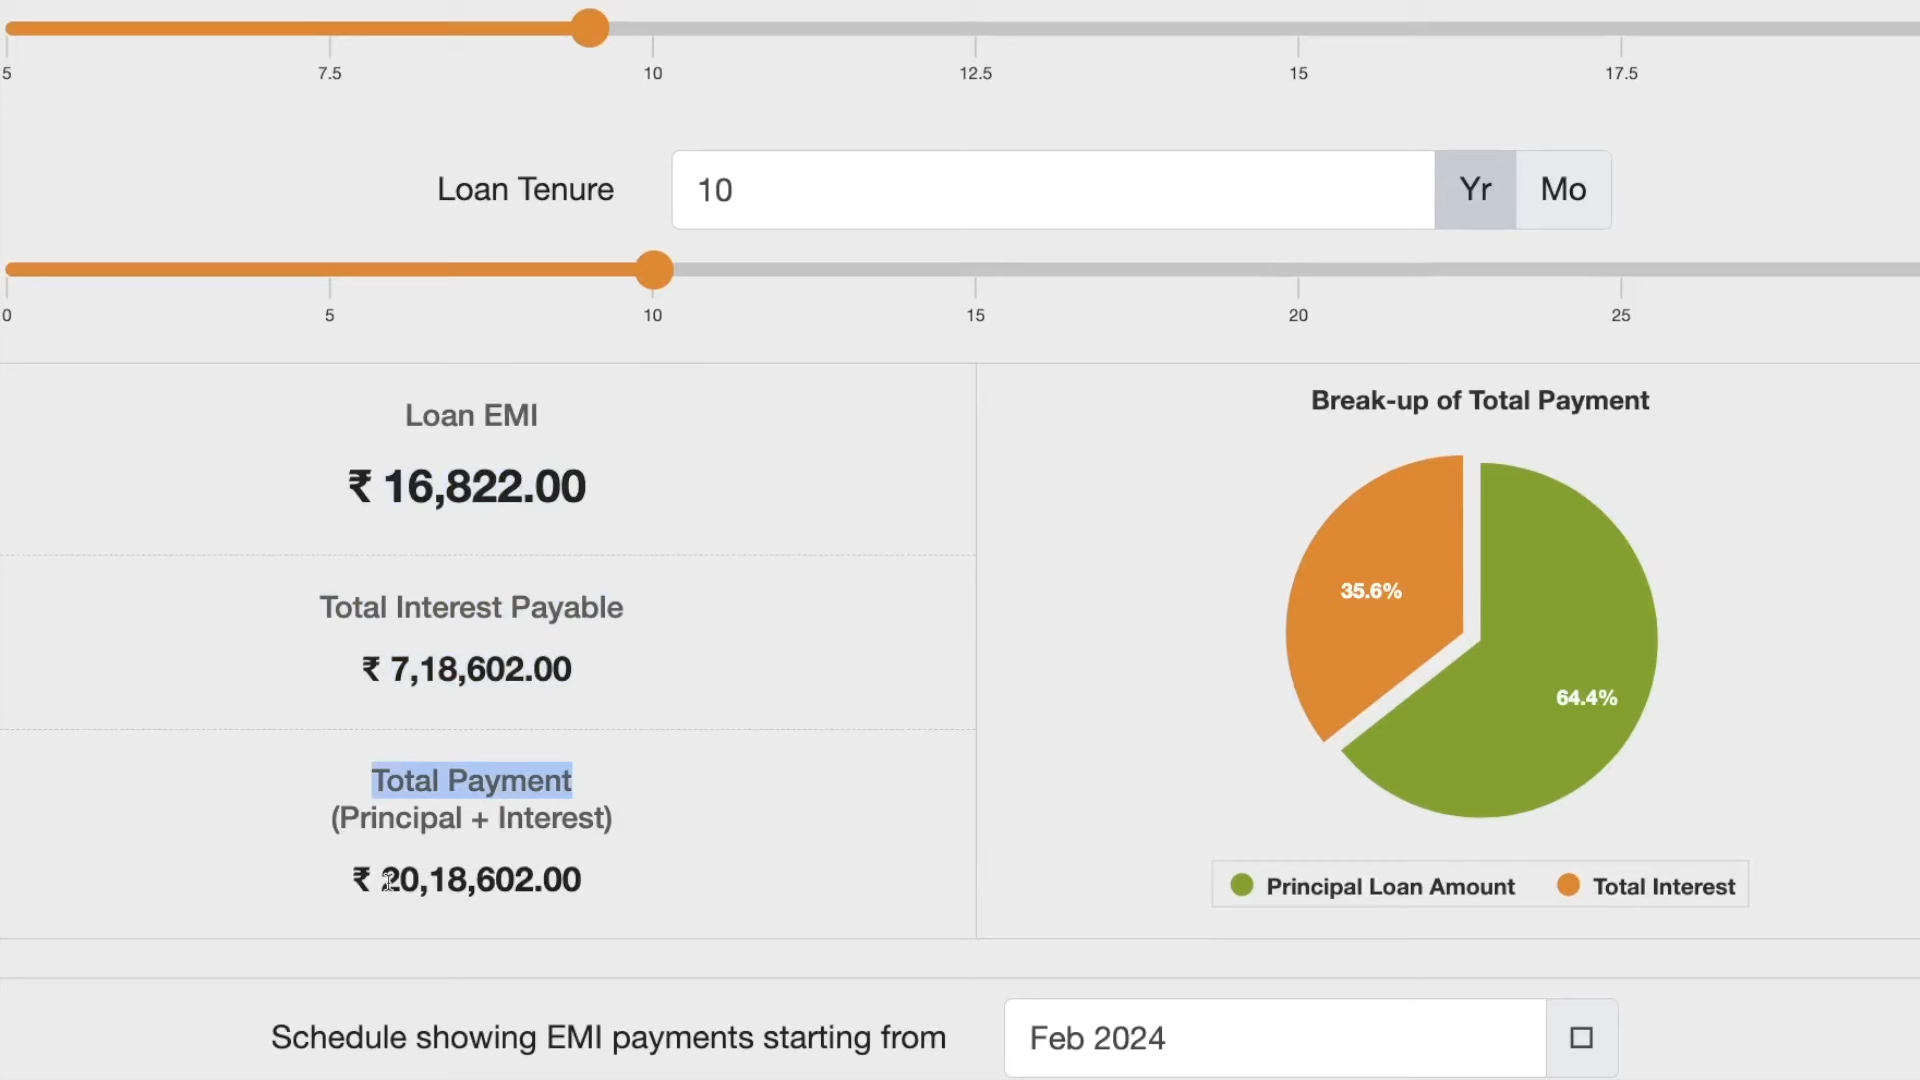 5 7.5 10 12.5 15 17.5
Loan Tenure 10 Yr Mo
0 5 10 15 20 25
Loan EMI
₹ 16,822.00
Total Interest Payable
₹ 7,18,602.00
Total Payment
(Principal + Interest)
₹ 20,18,602.00
Break-up of Total Payment
35.6%
64.4%
Principal Loan Amount Total Interest
Schedule showing EMI payments starting from Feb 2024